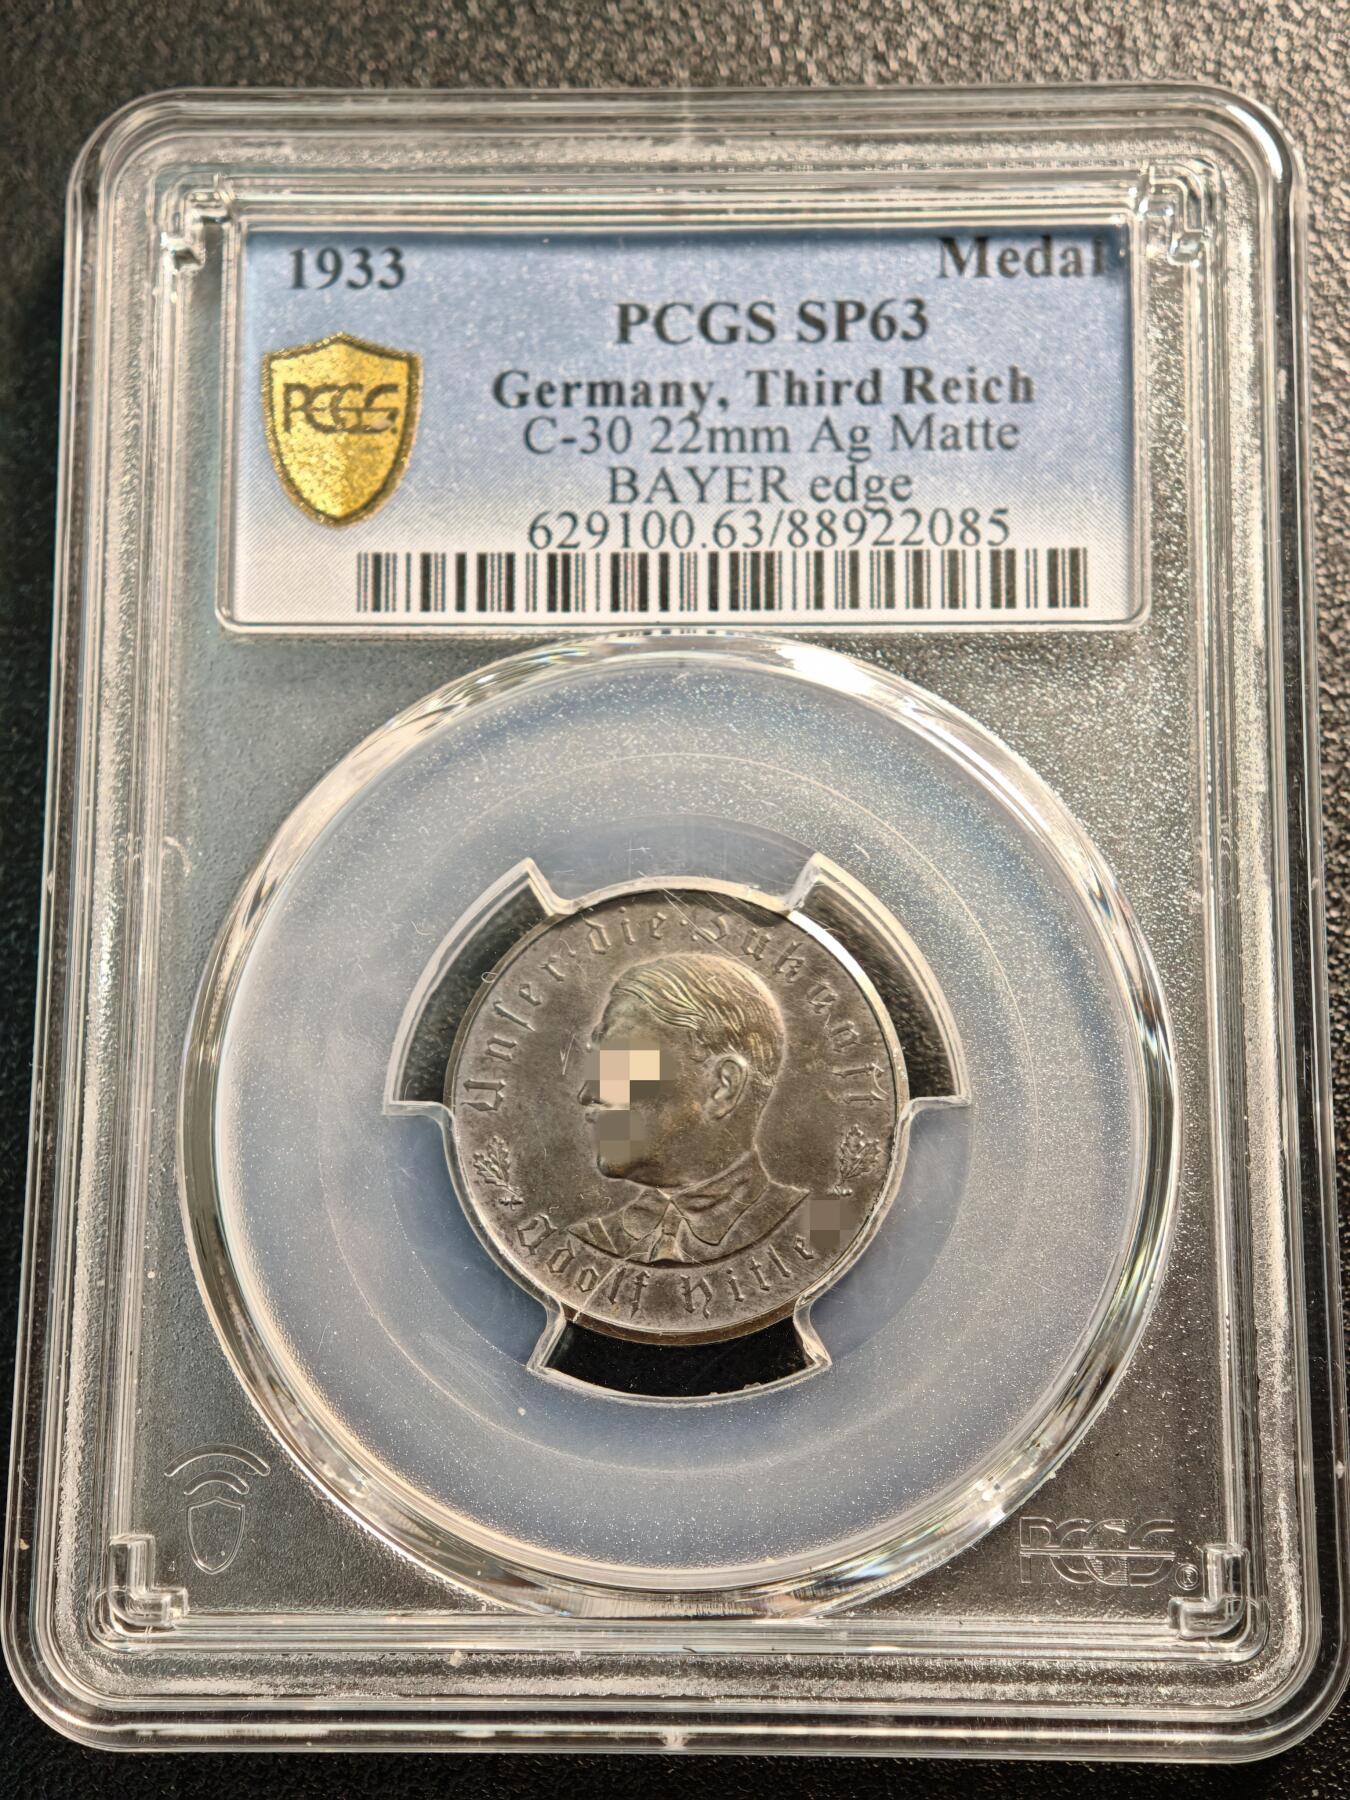 1933 Medal
PCGS SP63
PCGS
Germany, Third Reich
C-30 22mm Ag Matte
BAYER edge
629100.63/88922085
Unser·die·Zukunft
Adolf Hitle
PCGS